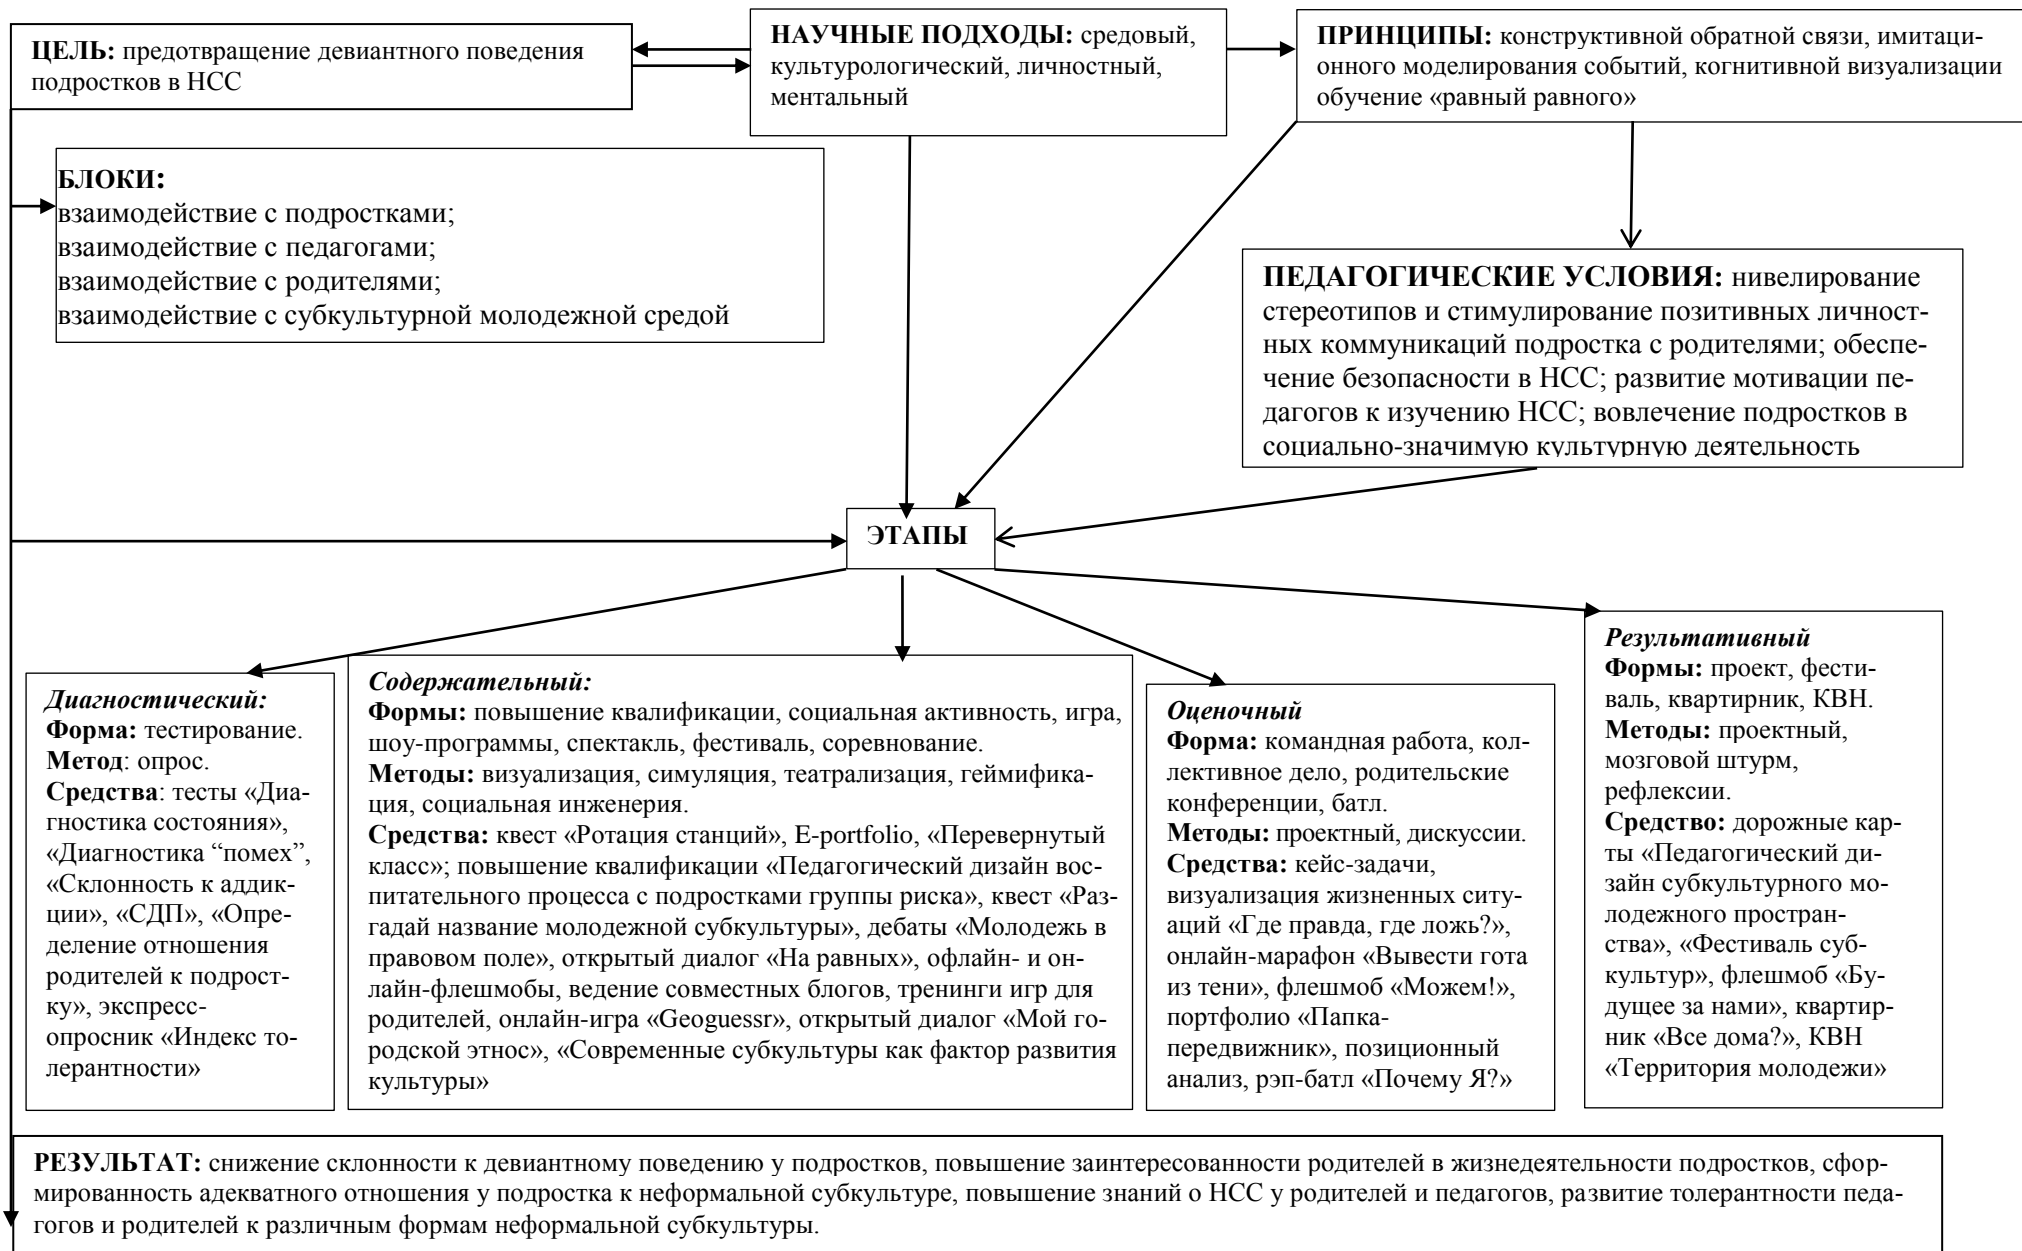 ЦЕЛЬ: предотвращение девиантного поведения
подростков в НСС
НАУЧНЫЕ ПОДХОДЫ: средовый,
культурологический, личностный,
ментальный
ПРИНЦИПЫ: конструктивной обратной связи, имитаци-
онного моделирования событий, когнитивной визуализации
обучение «равный равного»
БЛОКИ:
взаимодействие с подростками;
взаимодействие с педагогами;
взаимодействие с родителями;
взаимодействие с субкультурной молодежной средой
ПЕДАГОГИЧЕСКИЕ УСЛОВИЯ: нивелирование
стереотипов и стимулирование позитивных личност-
ных коммуникаций подростка с родителями; обеспе-
чение безопасности в НСС; развитие мотивации пе-
дагогов к изучению НСС; вовлечение подростков в
социально-значимую культурную деятельность
ЭТАПЫ
Диагностический:
Форма: тестирование.
Метод: опрос.
Средства: тесты «Диа-
гностика состояния»,
«Диагностика “помех”,
«Склонность к аддик-
ции», «СДП», «Опре-
деление отношения
родителей к подрост-
ку», экспресс-
опросник «Индекс то-
лерантности»
Содержательный:
Формы: повышение квалификации, социальная активность, игра,
шоу-программы, спектакль, фестиваль, соревнование.
Методы: визуализация, симуляция, театрализация, геймифика-
ция, социальная инженерия.
Средства: квест «Ротация станций», E-portfolio, «Перевернутый
класс»; повышение квалификации «Педагогический дизайн вос-
питательного процесса с подростками группы риска», квест «Раз-
гадай название молодежной субкультуры», дебаты «Молодежь в
правовом поле», открытый диалог «На равных», офлайн- и он-
лайн-флешмобы, ведение совместных блогов, тренинги игр для
родителей, онлайн-игра «Geoguessr», открытый диалог «Мой го-
родской этнос», «Современные субкультуры как фактор развития
культуры»
Оценочный
Форма: командная работа, кол-
лективное дело, родительские
конференции, батл.
Методы: проектный, дискуссии.
Средства: кейс-задачи,
визуализация жизненных ситу-
аций «Где правда, где ложь?»,
онлайн-марафон «Вывести гота
из тени», флешмоб «Можем!»,
портфолио «Папка-
передвижник», позиционный
анализ, рэп-батл «Почему Я?»
Результативный
Формы: проект, фести-
валь, квартирник, КВН.
Методы: проектный,
мозговой штурм,
рефлексии.
Средство: дорожные кар-
ты «Педагогический ди-
зайн субкультурного мо-
лодежного простран-
ства», «Фестиваль суб-
культур», флешмоб «Бу-
дущее за нами», квартир-
ник «Все дома?», КВН
«Территория молодежи»
РЕЗУЛЬТАТ: снижение склонности к девиантному поведению у подростков, повышение заинтересованности родителей в жизнедеятельности подростков, сфор-
мированность адекватного отношения у подростка к неформальной субкультуре, повышение знаний о НСС у родителей и педагогов, развитие толерантности педа-
гогов и родителей к различным формам неформальной субкультуры.